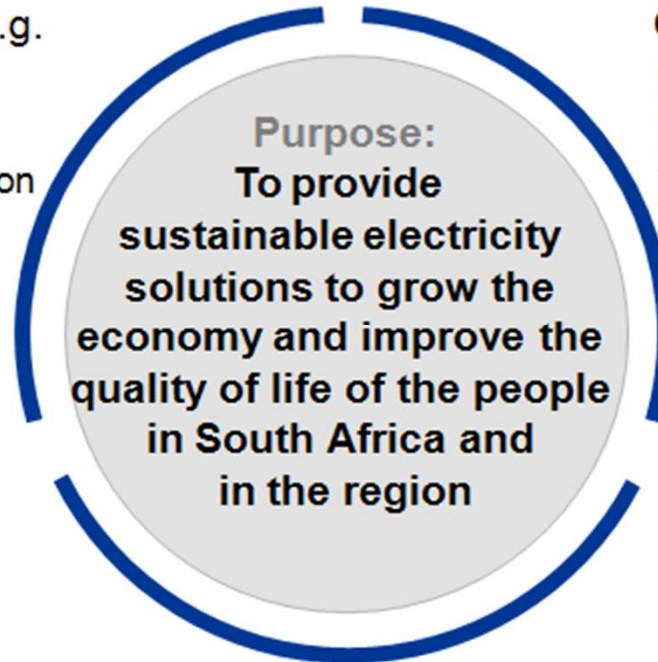 .g.
on
Purpose:
To provide
sustainable electricity
solutions to grow the
economy and improve the
quality of life of the people
in South Africa and
in the region